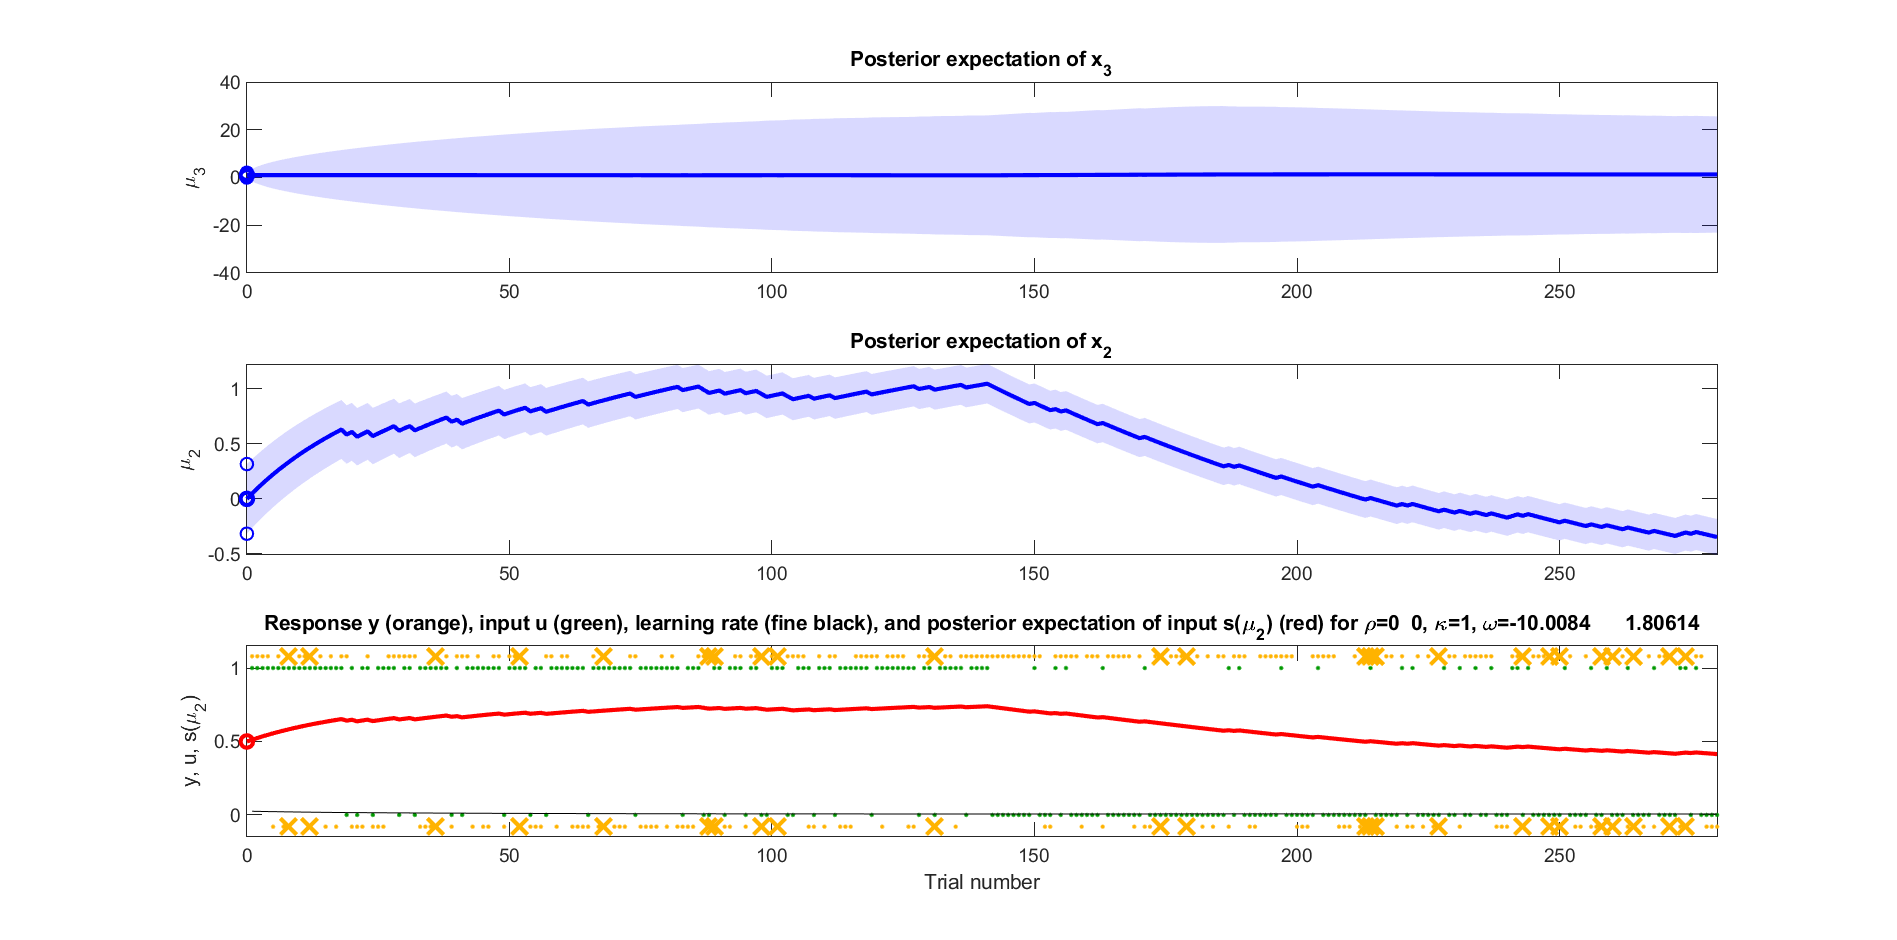 Posterior expectation of x3
40
20
0
-20
-40
μ3
0 50 100 150 200 250
Posterior expectation of x2
1
0.5
0
-0.5
μ2
0 50 100 150 200 250
Response y (orange), input u (green), learning rate (fine black), and posterior expectation of input s(μ2) (red) for ρ=0 0, κ=1, ω=-10.0084 1.80614
1
0.5
0
y, u, s(μ2)
0 50 100 150 200 250
Trial number